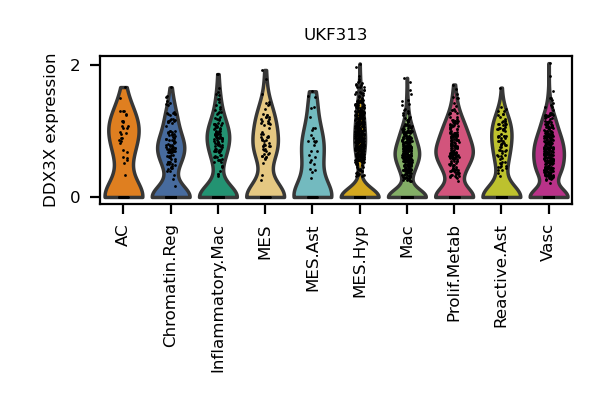 UKF313
DDX3X expression
2
0
AC
Chromatin.Reg
Inflammatory.Mac
MES
MES.Ast
MES.Hyp
Mac
Prolif.Metab
Reactive.Ast
Vasc